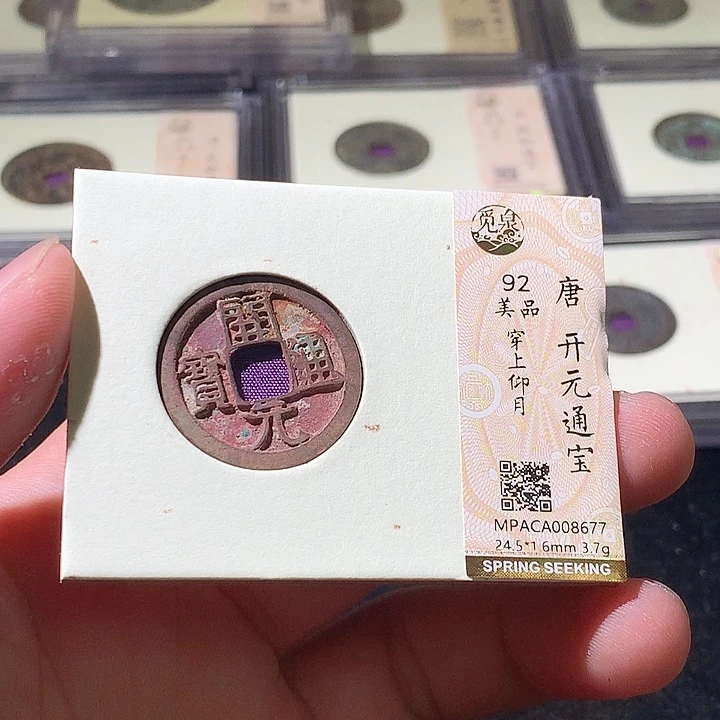 開元通寶
覓泉
92
美品
穿上仰月
唐 开元通宝
MPACA008677
24.5*1.6mm 3.7g
SPRING SEEKING